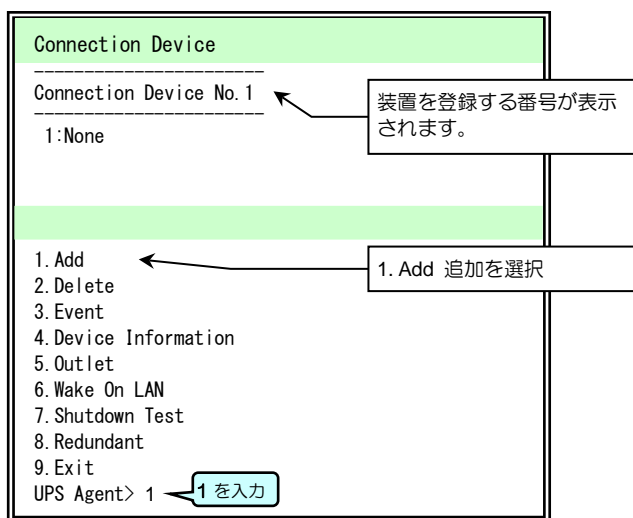 Connection Device
-----------------------
Connection Device No.1
-----------------------
1:None
装置を登録する番号が表示
されます。
1.Add
1. Add 追加を選択
2.Delete
3.Event
4.Device Information
5.Outlet
6.Wake On LAN
7.Shutdown Test
8.Redundant
9.Exit
UPS Agent> 1
1 を入力